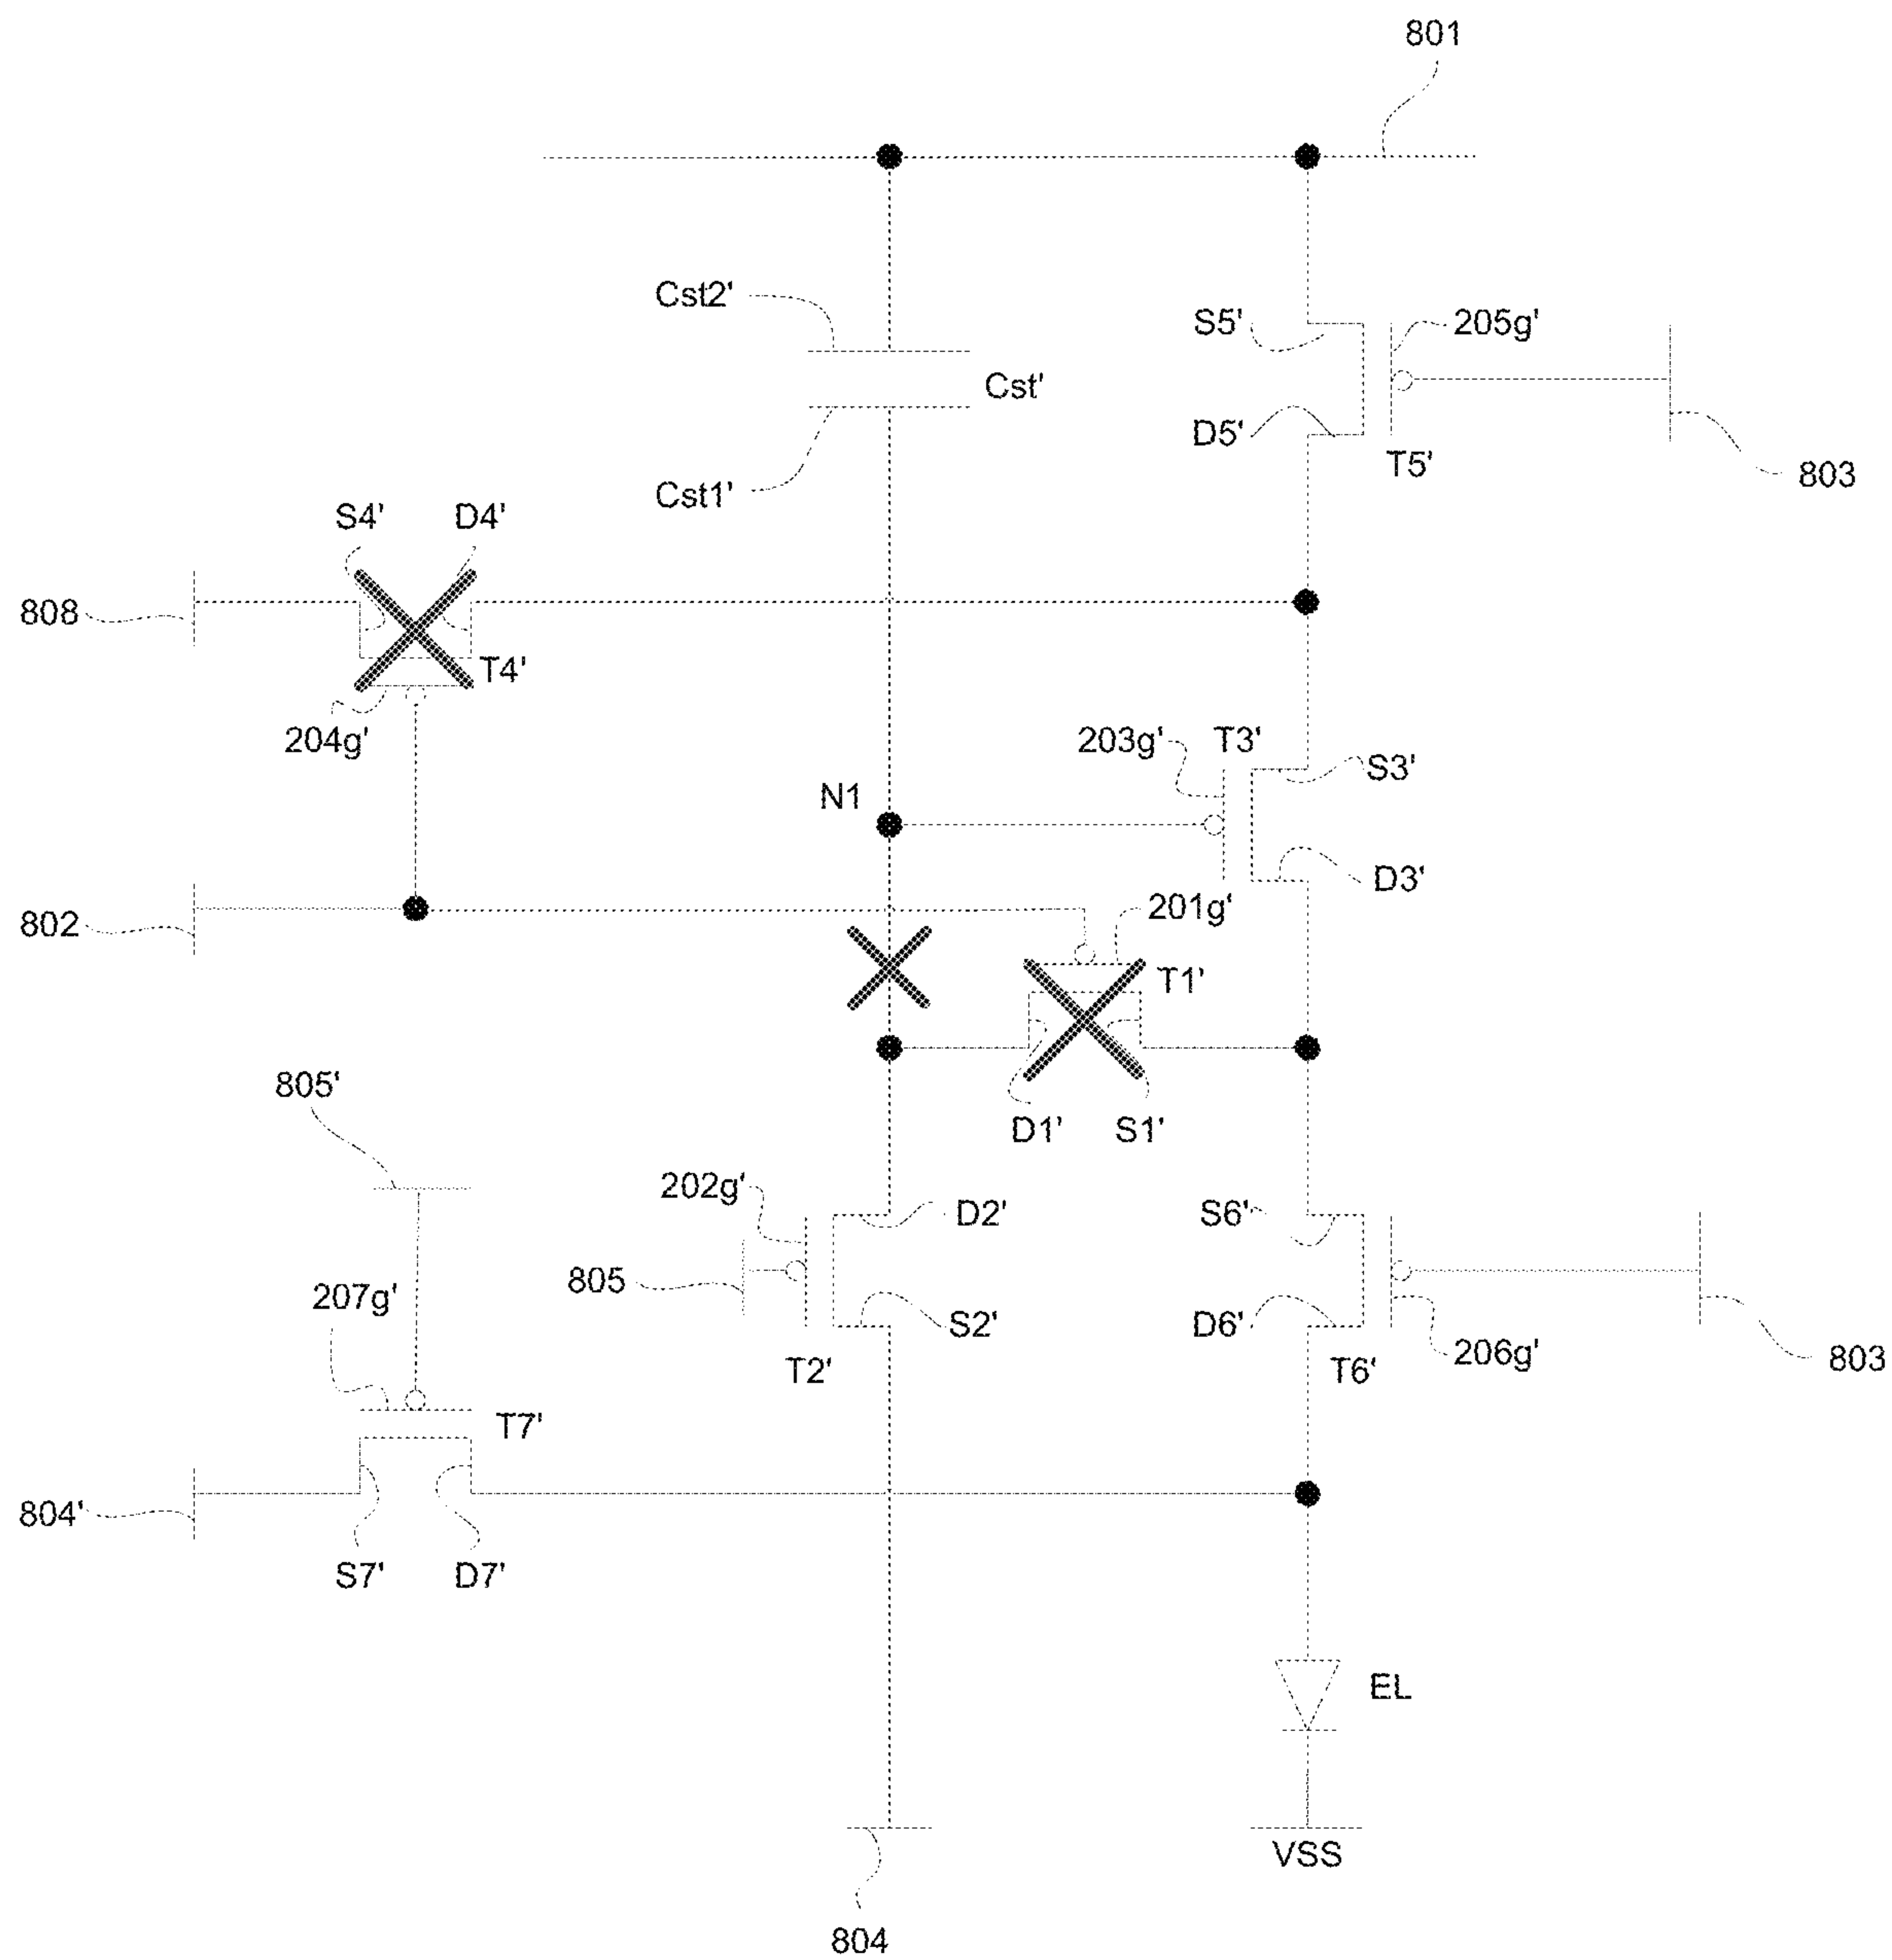 801
Cst2'
S5'
205g'
Cst'
D5'
T5'
803
Cst1'
S4'
D4'
808
T4'
204g'
203g'
T3'
S3'
N1
D3'
201g'
802
T1'
805'
D1'
S1'
202g'
D2'
S6'
805
207g'
S2'
D6'
T2'
T6'
206g'
803
T7'
804'
S7'
D7'
EL
VSS
804